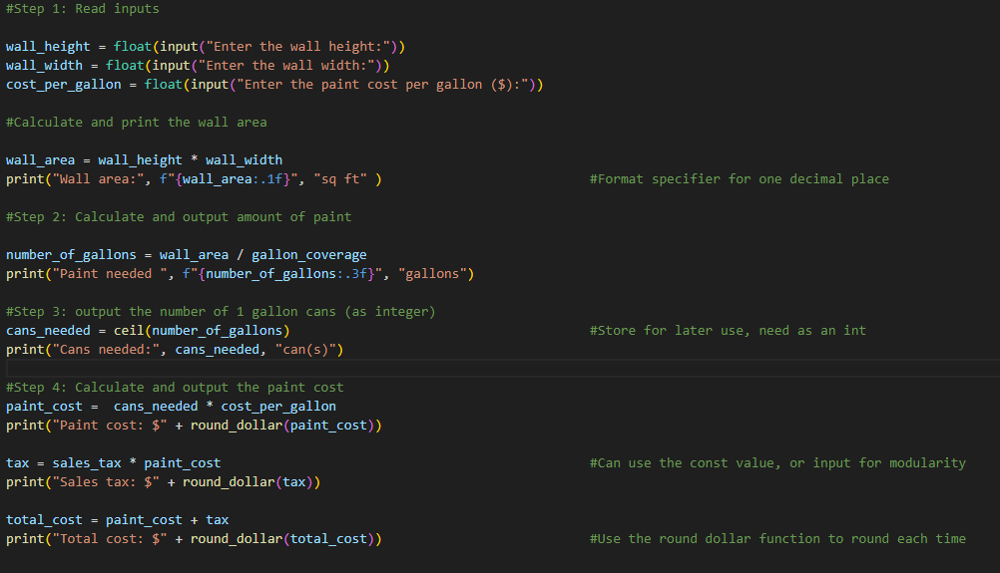 #Step 1: Read inputs
wall_height = float(input("Enter the wall height:"))
wall_width = float(input("Enter the wall width:"))
cost_per_gallon = float(input("Enter the paint cost per gallon ($):"))
#Calculate and print the wall area
wall_area = wall_height * wall_width
print("Wall area:", f"{wall_area:.1f}", "sq ft" ) #Format specifier for one decimal place
#Step 2: Calculate and output amount of paint
number_of_gallons = wall_area / gallon_coverage
print("Paint needed ", f"{number_of_gallons:.3f}", "gallons")
#Step 3: output the number of 1 gallon cans (as integer)
cans_needed = ceil(number_of_gallons) #Store for later use, need as an int
print("Cans needed:", cans_needed, "can(s)")
#Step 4: Calculate and output the paint cost
paint_cost =  cans_needed * cost_per_gallon
print("Paint cost: $" + round_dollar(paint_cost))
tax = sales_tax * paint_cost #Can use the const value, or input for modularity
print("Sales tax: $" + round_dollar(tax))
total_cost = paint_cost + tax
print("Total cost: $" + round_dollar(total_cost)) #Use the round dollar function to round each time